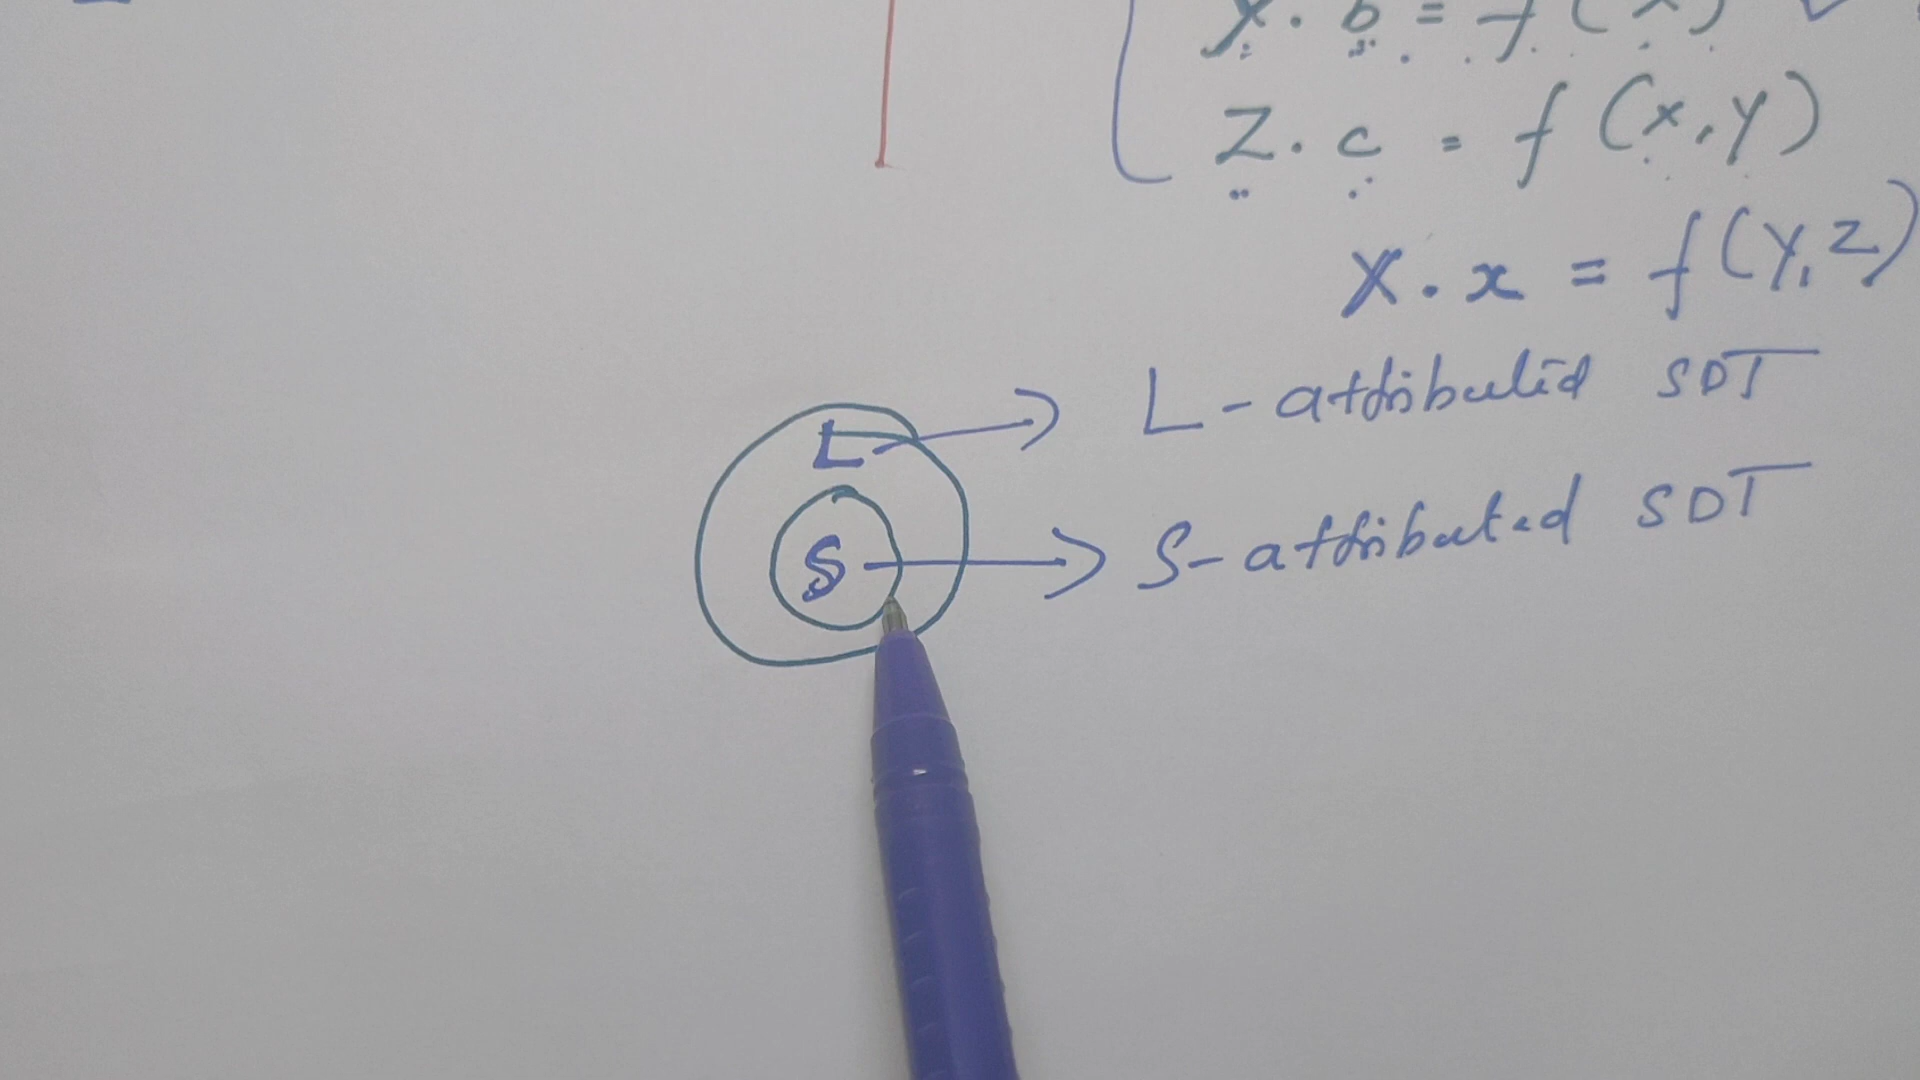 y. b = f(x) ✓
Z. c = f (x, y)
X. x = f(y, z)
L → L - attributed SDT
S → S- attributed SDT